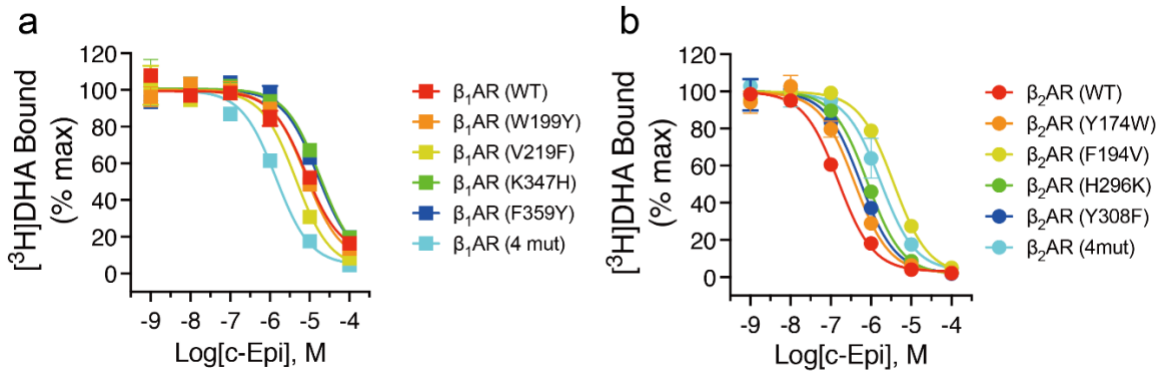 a
120
100
80
60
40
20
0
[³H]DHA Bound
(% max)
-9 -8 -7 -6 -5 -4
Log[c-Epi], M
β₁AR (WT)
β₁AR (W199Y)
β₁AR (V219F)
β₁AR (K347H)
β₁AR (F359Y)
β₁AR (4 mut)
b
120
100
80
60
40
20
0
[³H]DHA Bound
(% max)
-9 -8 -7 -6 -5 -4
Log[c-Epi], M
β₂AR (WT)
β₂AR (Y174W)
β₂AR (F194V)
β₂AR (H296K)
β₂AR (Y308F)
β₂AR (4mut)